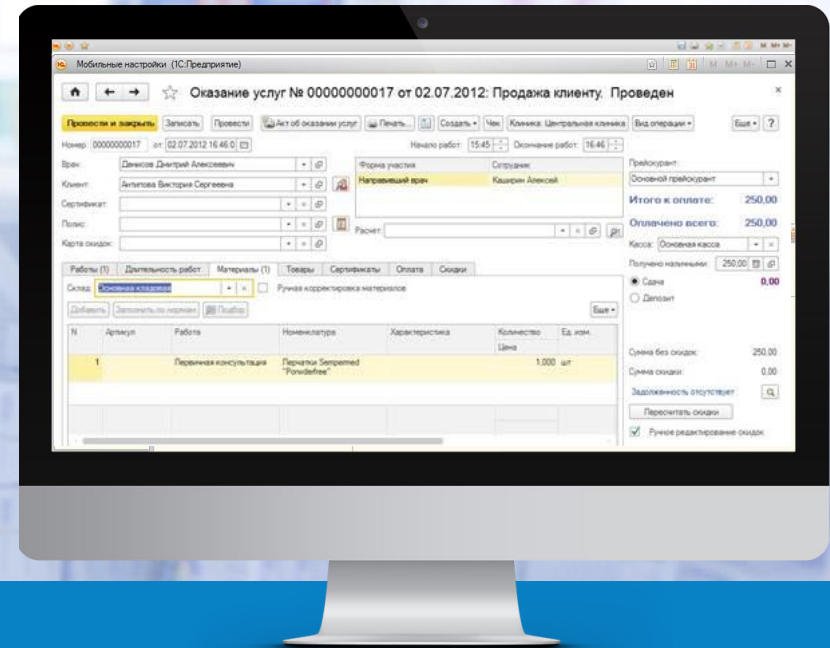 M M+ M-
Мобильные настройки (1С:Предприятие)
M M+ M-
Оказание услуг № 00000000017 от 02.07.2012: Продажа клиенту. Проведен
Провести и закрыть Записать Провести Акт об оказании услуг Печать... Создать Чек Клиника: Центральная клиника Вид операции Еще ?
Номер: 00000000017 от: 02.07.2012 16:46:0 Начало работ: 15:45 Окончание работ: 16:46
Врач: Денисов Дмитрий Алексеевич
Клиент: Антипова Виктория Сергеевна
Сертификат:
Полис:
Карта скидок:
Форма участия Сотрудник
Направивший врач Каширин Алексей
Расчет:
Прейскурант:
Основной прейскурант
Итого к оплате: 250,00
Оплачено всего: 250,00
Касса: Основная касса
Получено наличными: 250,00
Сдача 0,00
Депозит
Работы (1) Длительность работ Материалы (1) Товары Сертификаты Оплата Скидки
Склад: Основная кладовая Ручная корректировка материалов
Добавить Заполнить по нормам Подбор Еще
N Артикул Работа Номенклатура Характеристика Количество Ед. изм.
Цена
1 Первичная консультация Перчатки Sempermed "Powderfree" 1,000 шт
Сумма без скидок: 250,00
Сумма скидки: 0,00
Задолженность отсутствует
Пересчитать скидки
Ручное редактирование скидок